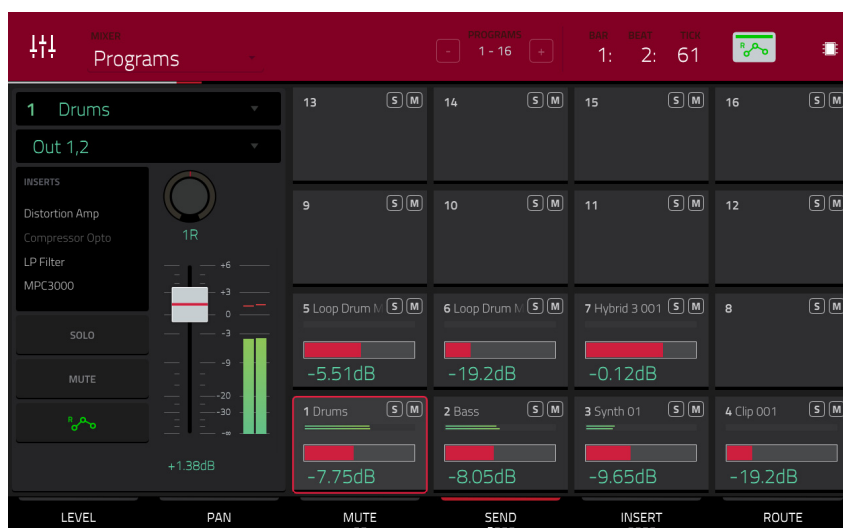 MIXER
Programs
PROGRAMS
- 1 - 16 +
BAR BEAT TICK
1: 2: 61
R
1 Drums
Out 1,2
INSERTS
Distortion Amp
Compressor Opto
LP Filter
MPC3000
SOLO
MUTE
R
1R
+6
+3
0
-3
-9
-20
-30
-∞
+1.38dB
13 S M
14 S M
15 S M
16 S M
9 S M
10 S M
11 S M
12 S M
5 Loop Drum M S M
-5.51dB
6 Loop Drum M S M
-19.2dB
7 Hybrid 3 001 S M
-0.12dB
8 S M
1 Drums S M
-7.75dB
2 Bass S M
-8.05dB
3 Synth 01 S M
-9.65dB
4 Clip 001 S M
-19.2dB
LEVEL PAN MUTE SEND INSERT ROUTE